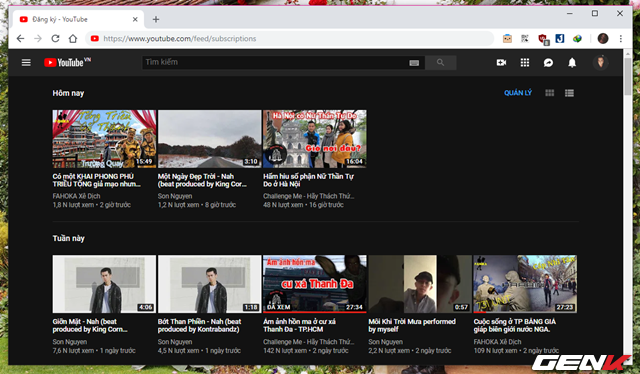 Đăng ký - YouTube
https://www.youtube.com/feed/subscriptions
YouTube VN
Tìm kiếm
Hôm nay
QUẢN LÝ
Tống Triều
Trường Quay
15:49
3:10
Hà Nội có Nữ Thần Tự Do
Giờ nơi đâu?
16:04
Có một KHAI PHONG PHỦ
TRIỀU TỐNG giả mạo nhưn...
FAHOKA Xê Dịch
1,8 N lượt xem • 2 giờ trước
Một Ngày Đẹp Trời - Nah
(beat produced by King Cor...
Son Nguyen
1,2 N lượt xem • 8 giờ trước
Hẩm hiu số phận Nữ Thần Tự
Do ở Hà Nội
Challenge Me - Hãy Thách Thứ...
48 N lượt xem • 16 giờ trước
Tuần này
4:06
1:18
Ám ảnh hồn ma
cư xá Thanh Đa
ĐÃ XEM
27:34
0:57
27:23
Giỡn Mặt - Nah (beat
produced by King Corn...
Son Nguyen
7,6 N lượt xem • 1 ngày trước
Bớt Than Phiền - Nah (beat
produced by Kontrabandz)
Son Nguyen
4,5 N lượt xem • 1 ngày trước
Ám ảnh hồn ma ở cư xá
Thanh Đa - TP.HCM
Challenge Me - Hãy Thách Thứ...
142 N lượt xem • 2 ngày trước
Mỗi Khi Trời Mưa performed
by myself
Son Nguyen
2,2 N lượt xem • 2 ngày trước
Cuộc sống ở TP BĂNG GIÁ
giáp biên giới nước NGA.
FAHOKA Xê Dịch
109 N lượt xem • 2 ngày trước
GENK